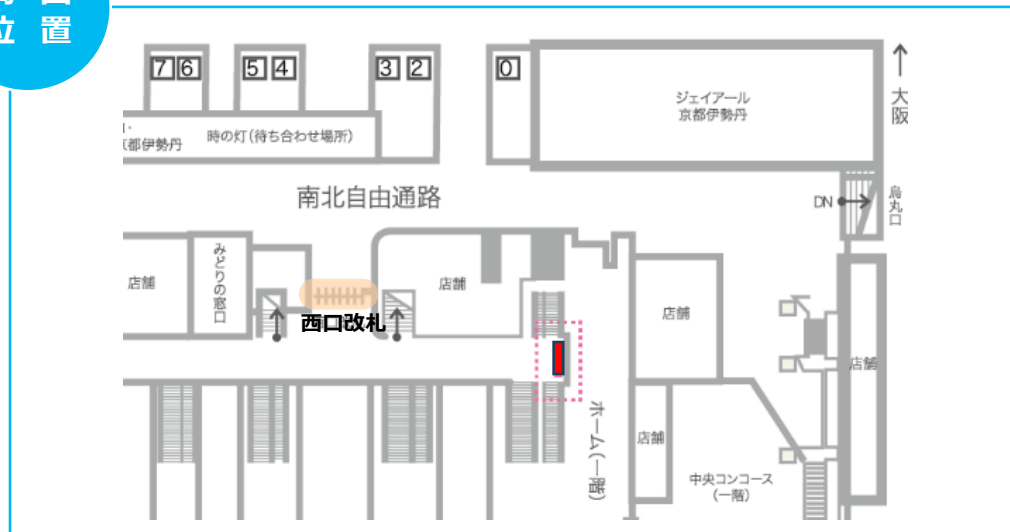 位 置
7 6
5 4
3 2
0
ジェイアール
京都伊勢丹
大阪
都伊勢丹
時の灯(待ち合わせ場所)
南北自由通路
DN
烏丸口
店舗
みどりの窓口
店舗
西口改札
店舗
店舗
ホーム(一階)
店舗
中央コンコース
(一階)